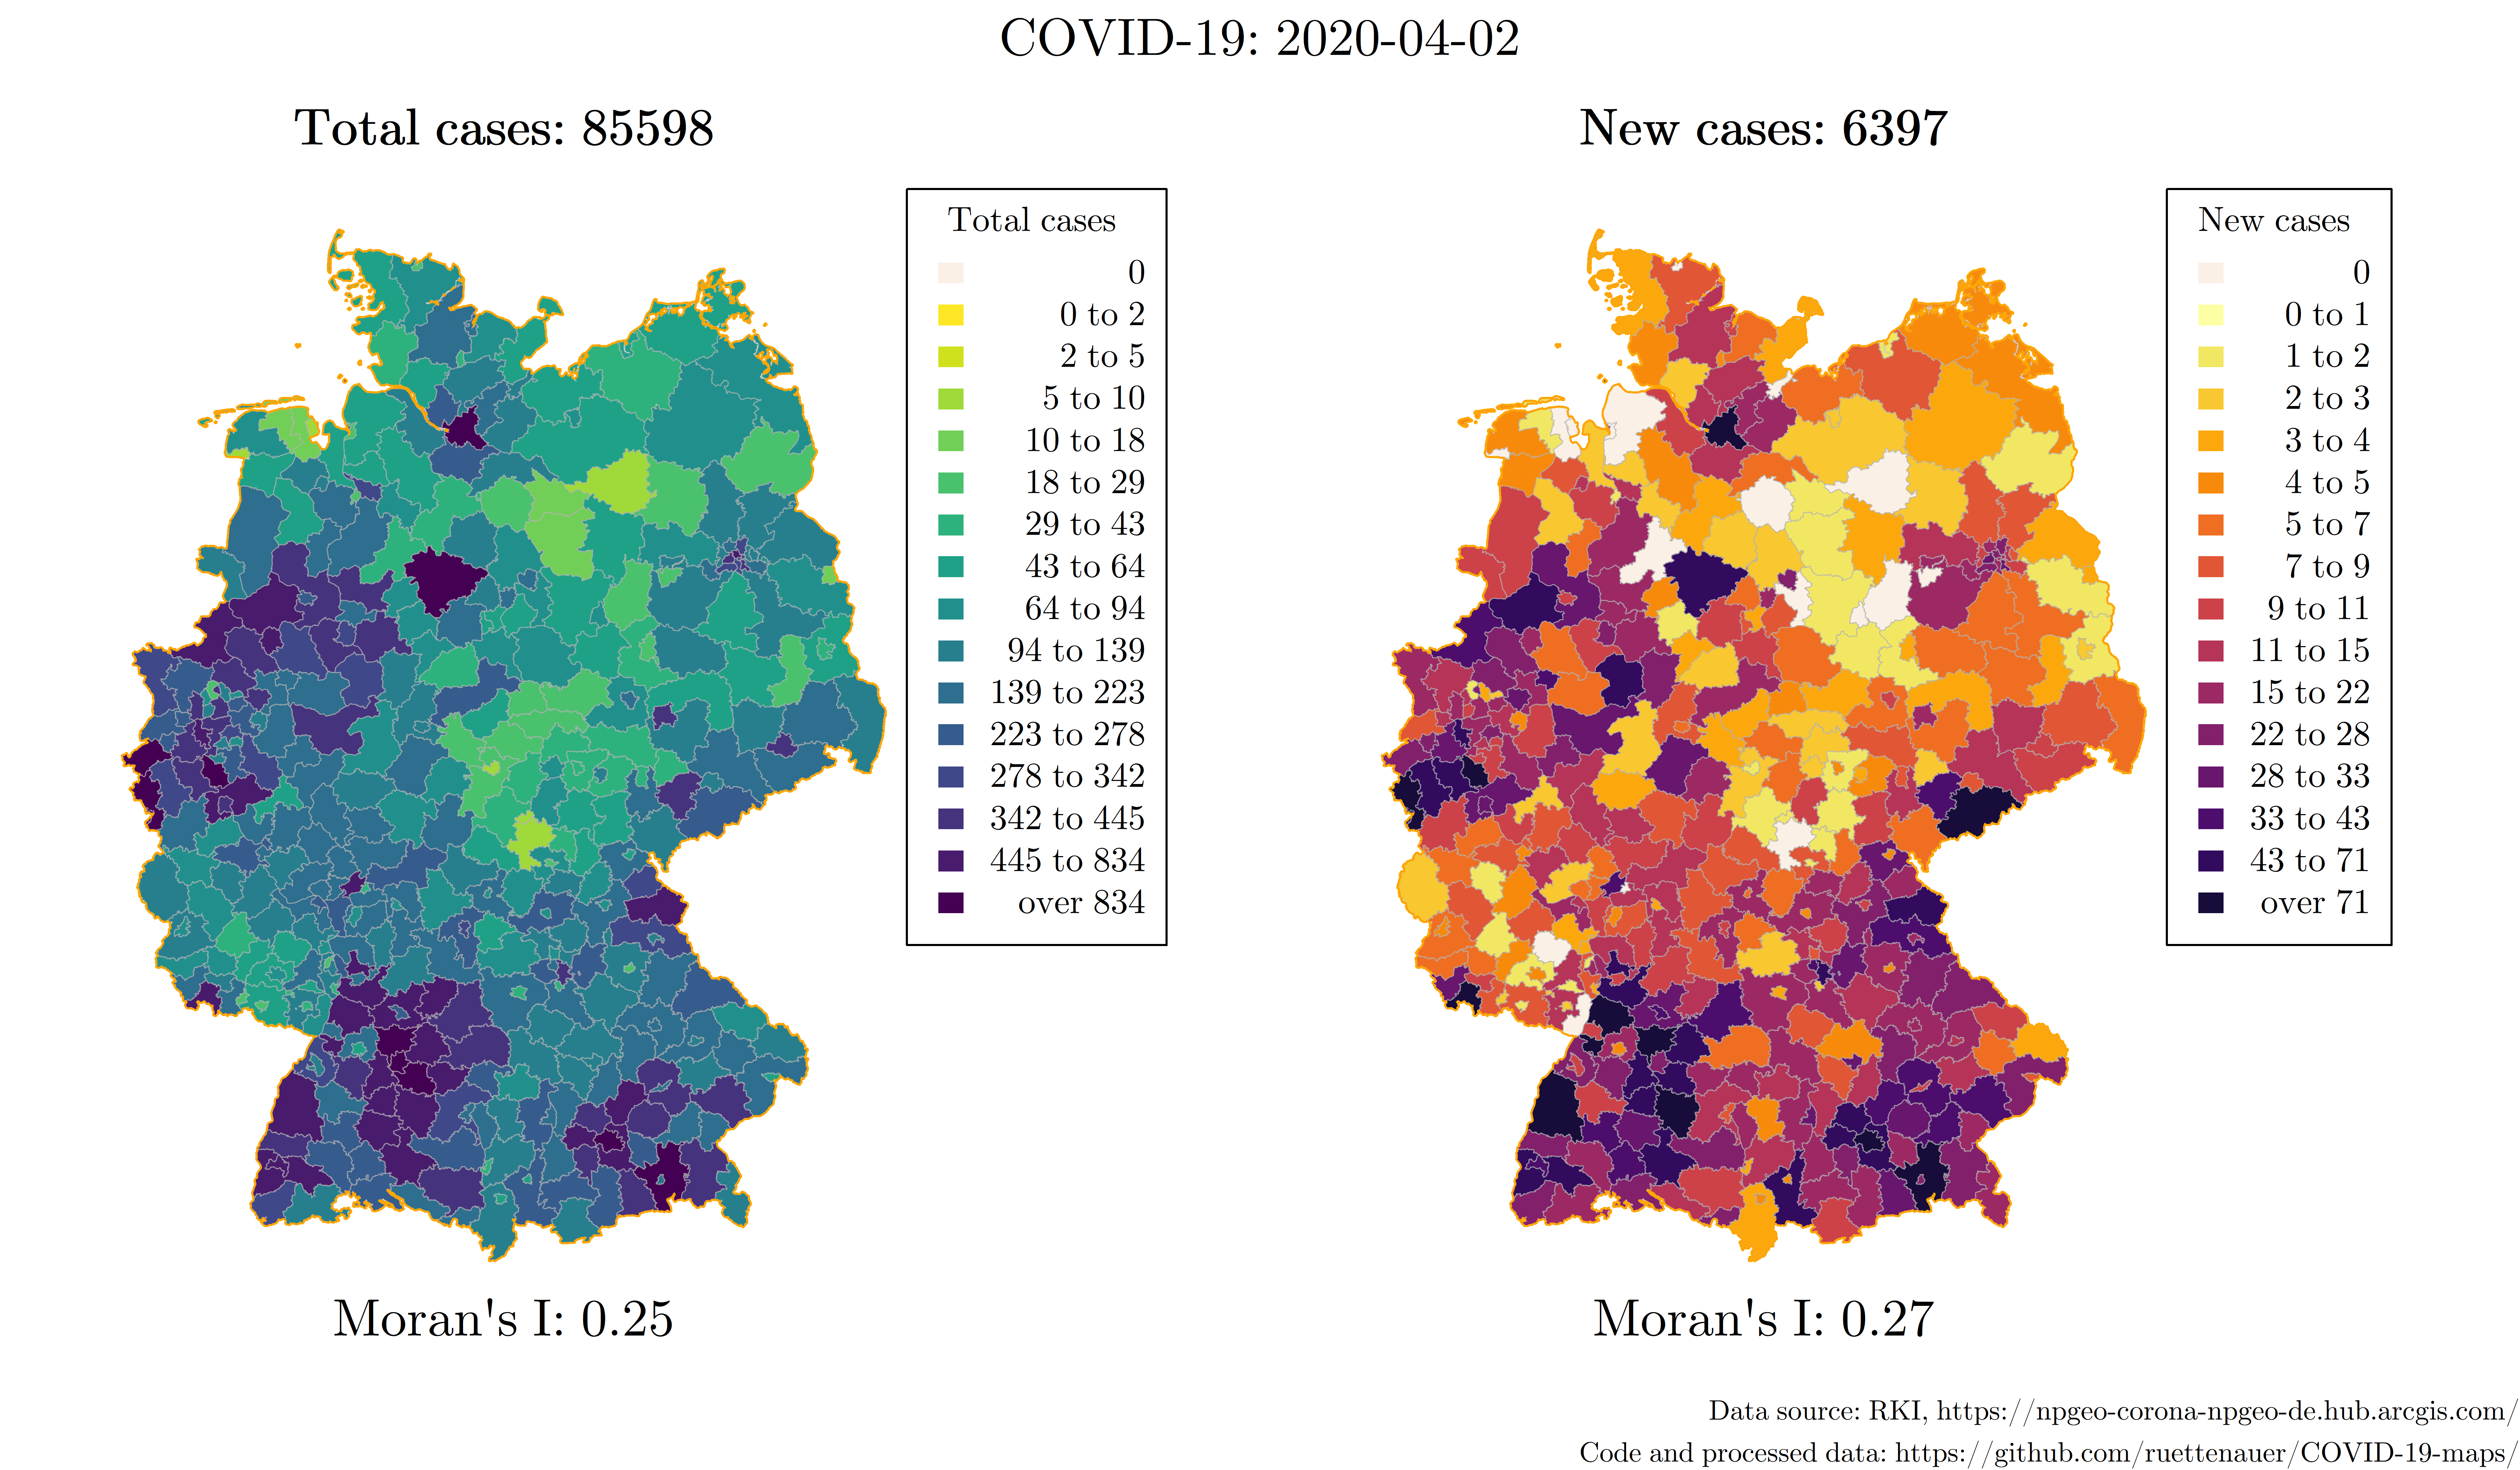 COVID-19: 2020-04-02
Total cases: 85598
Total cases
0
0 to 2
2 to 5
5 to 10
10 to 18
18 to 29
29 to 43
43 to 64
64 to 94
94 to 139
139 to 223
223 to 278
278 to 342
342 to 445
445 to 834
over 834
Moran's I: 0.25
New cases: 6397
New cases
0
0 to 1
1 to 2
2 to 3
3 to 4
4 to 5
5 to 7
7 to 9
9 to 11
11 to 15
15 to 22
22 to 28
28 to 33
33 to 43
43 to 71
over 71
Moran's I: 0.27
Data source: RKI, https://npgeo-corona-npgeo-de.hub.arcgis.com/
Code and processed data: https://github.com/ruettenauer/COVID-19-maps/